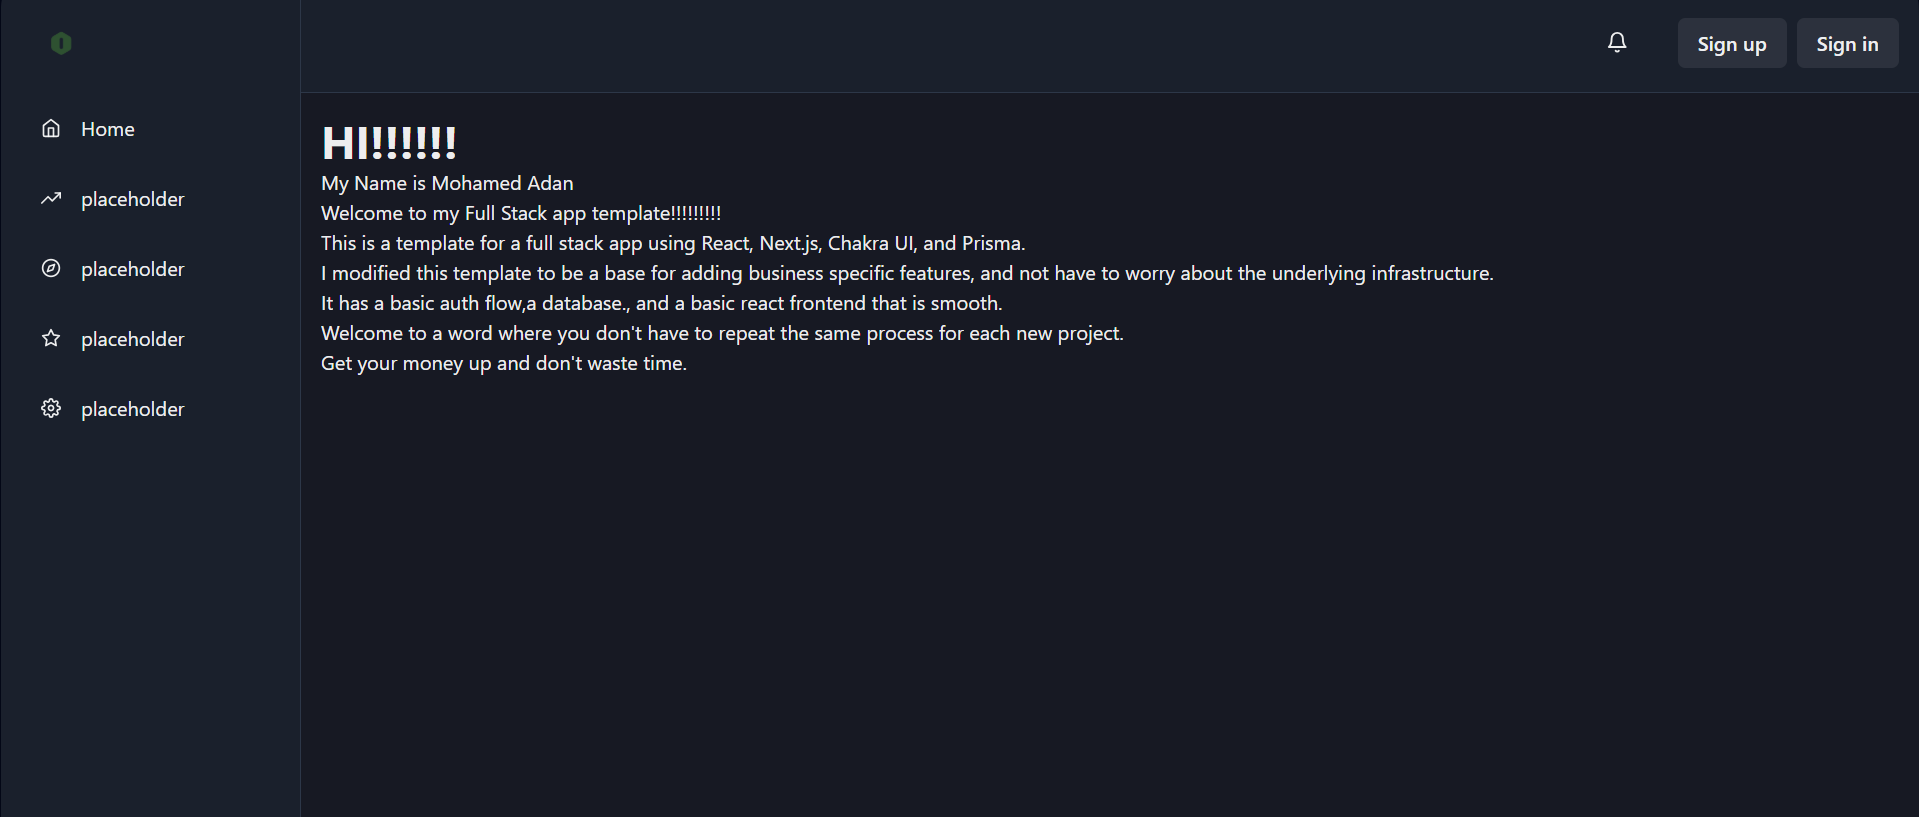 Sign up
Sign in
Home
placeholder
placeholder
placeholder
placeholder
HI!!!!!!
My Name is Mohamed Adan
Welcome to my Full Stack app template!!!!!!!!!
This is a template for a full stack app using React, Next.js, Chakra UI, and Prisma.
I modified this template to be a base for adding business specific features, and not have to worry about the underlying infrastructure.
It has a basic auth flow,a database., and a basic react frontend that is smooth.
Welcome to a word where you don't have to repeat the same process for each new project.
Get your money up and don't waste time.